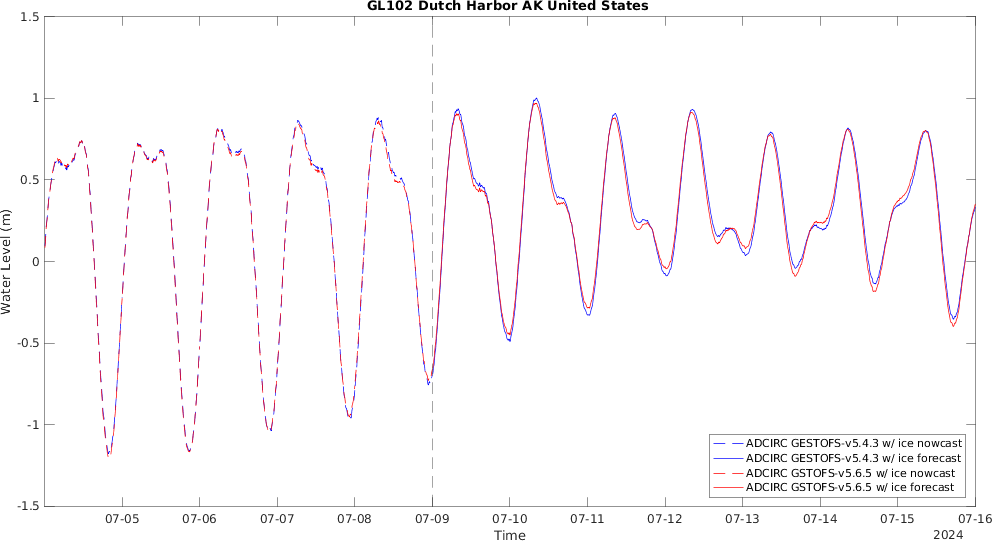 GL102 Dutch Harbor AK United States
1.5
1
0.5
0
-0.5
-1
-1.5
Water Level (m)
07-05 07-06 07-07 07-08 07-09 07-10 07-11 07-12 07-13 07-14 07-15 07-16
Time
2024
ADCIRC GESTOFS-v5.4.3 w/ ice nowcast
ADCIRC GESTOFS-v5.4.3 w/ ice forecast
ADCIRC GSTOFS-v5.6.5 w/ ice nowcast
ADCIRC GSTOFS-v5.6.5 w/ ice forecast